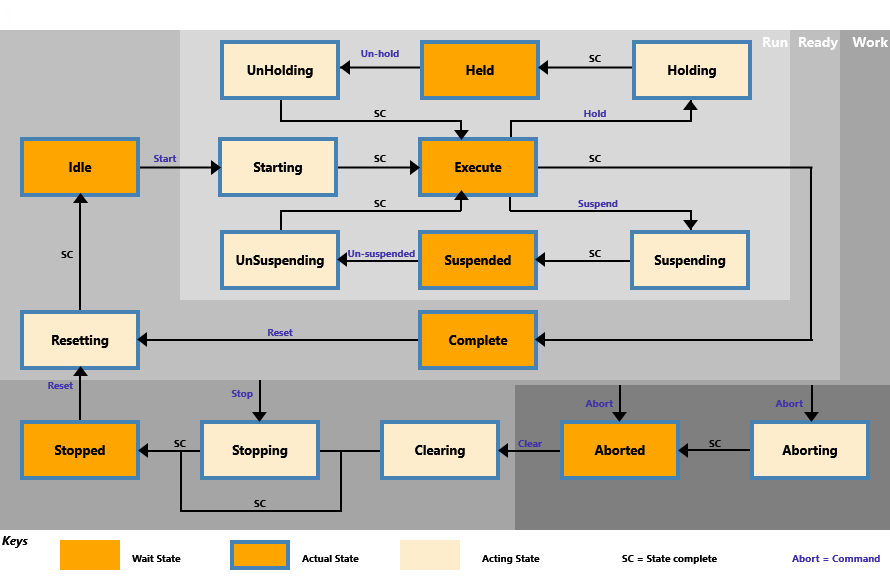 Run Ready Work
UnHolding
Un-hold
Held
SC
Holding
SC
Hold
Idle
Start
Starting
SC
Execute
SC
SC
Suspend
UnSuspending
Un-suspended
Suspended
SC
Suspending
SC
Resetting
Reset
Complete
Reset
Stop
Abort
Abort
Stopped
SC
Stopping
Clearing
Clear
Aborted
SC
Aborting
SC
Keys
Wait State
Actual State
Acting State
SC = State complete
Abort = Command